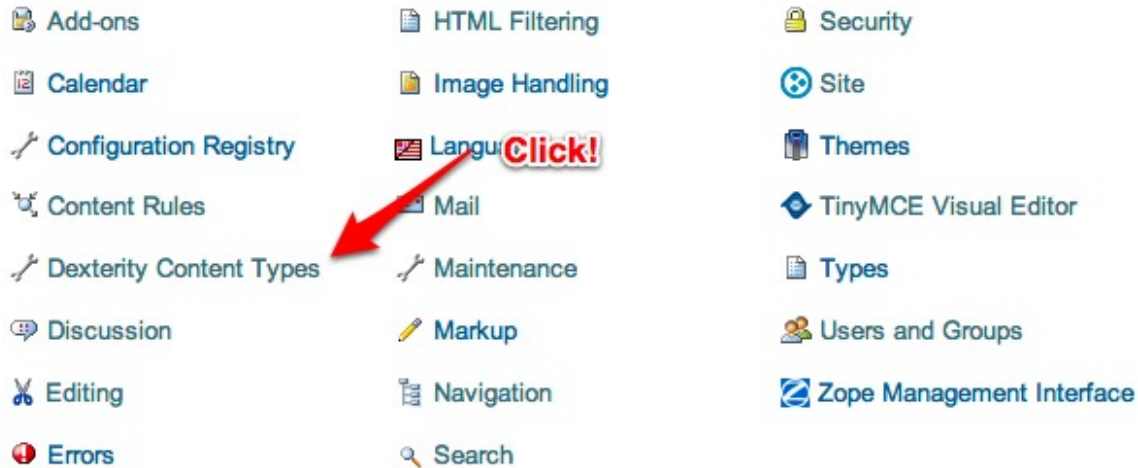 Add-ons
HTML Filtering
Security
Calendar
Image Handling
Site
Configuration Registry
Langu
Click!
Themes
Content Rules
Mail
TinyMCE Visual Editor
Dexterity Content Types
Maintenance
Types
Discussion
Markup
Users and Groups
Editing
Navigation
Zope Management Interface
Errors
Search